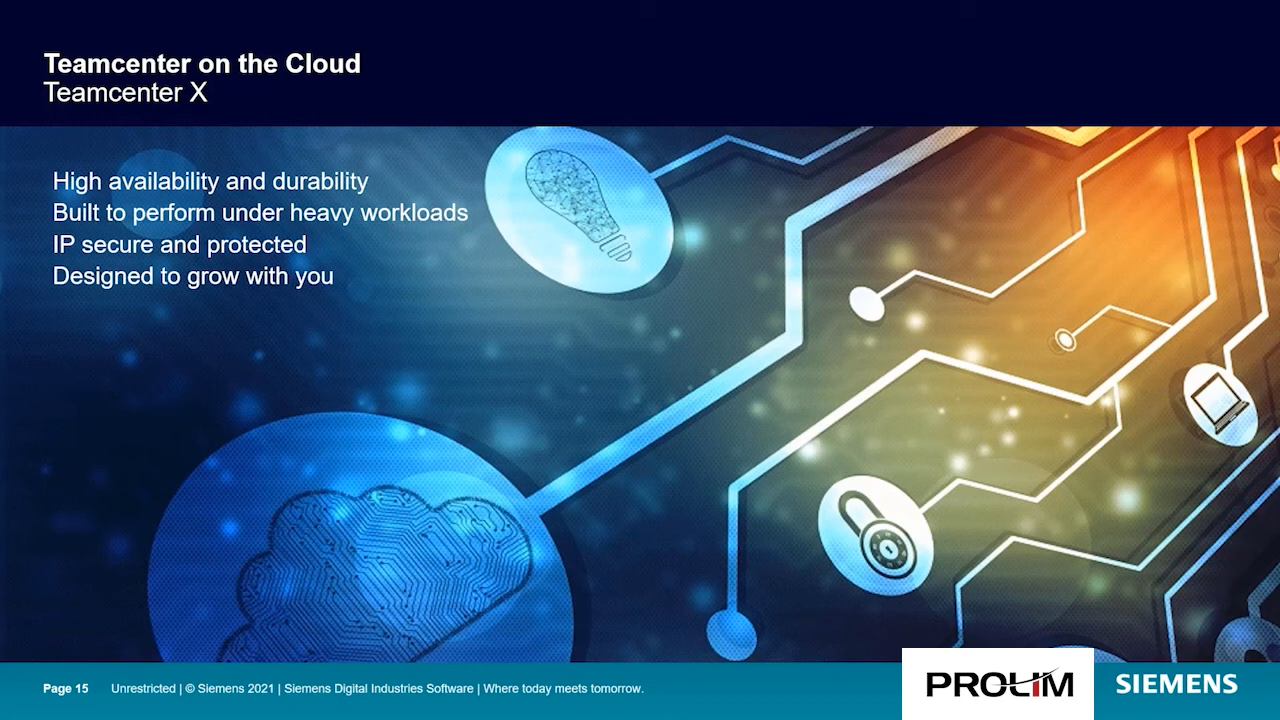 Teamcenter on the Cloud
Teamcenter X
High availability and durability
Built to perform under heavy workloads
IP secure and protected
Designed to grow with you
Page 15 Unrestricted | © Siemens 2021 | Siemens Digital Industries Software | Where today meets tomorrow.
PROLIM
SIEMENS